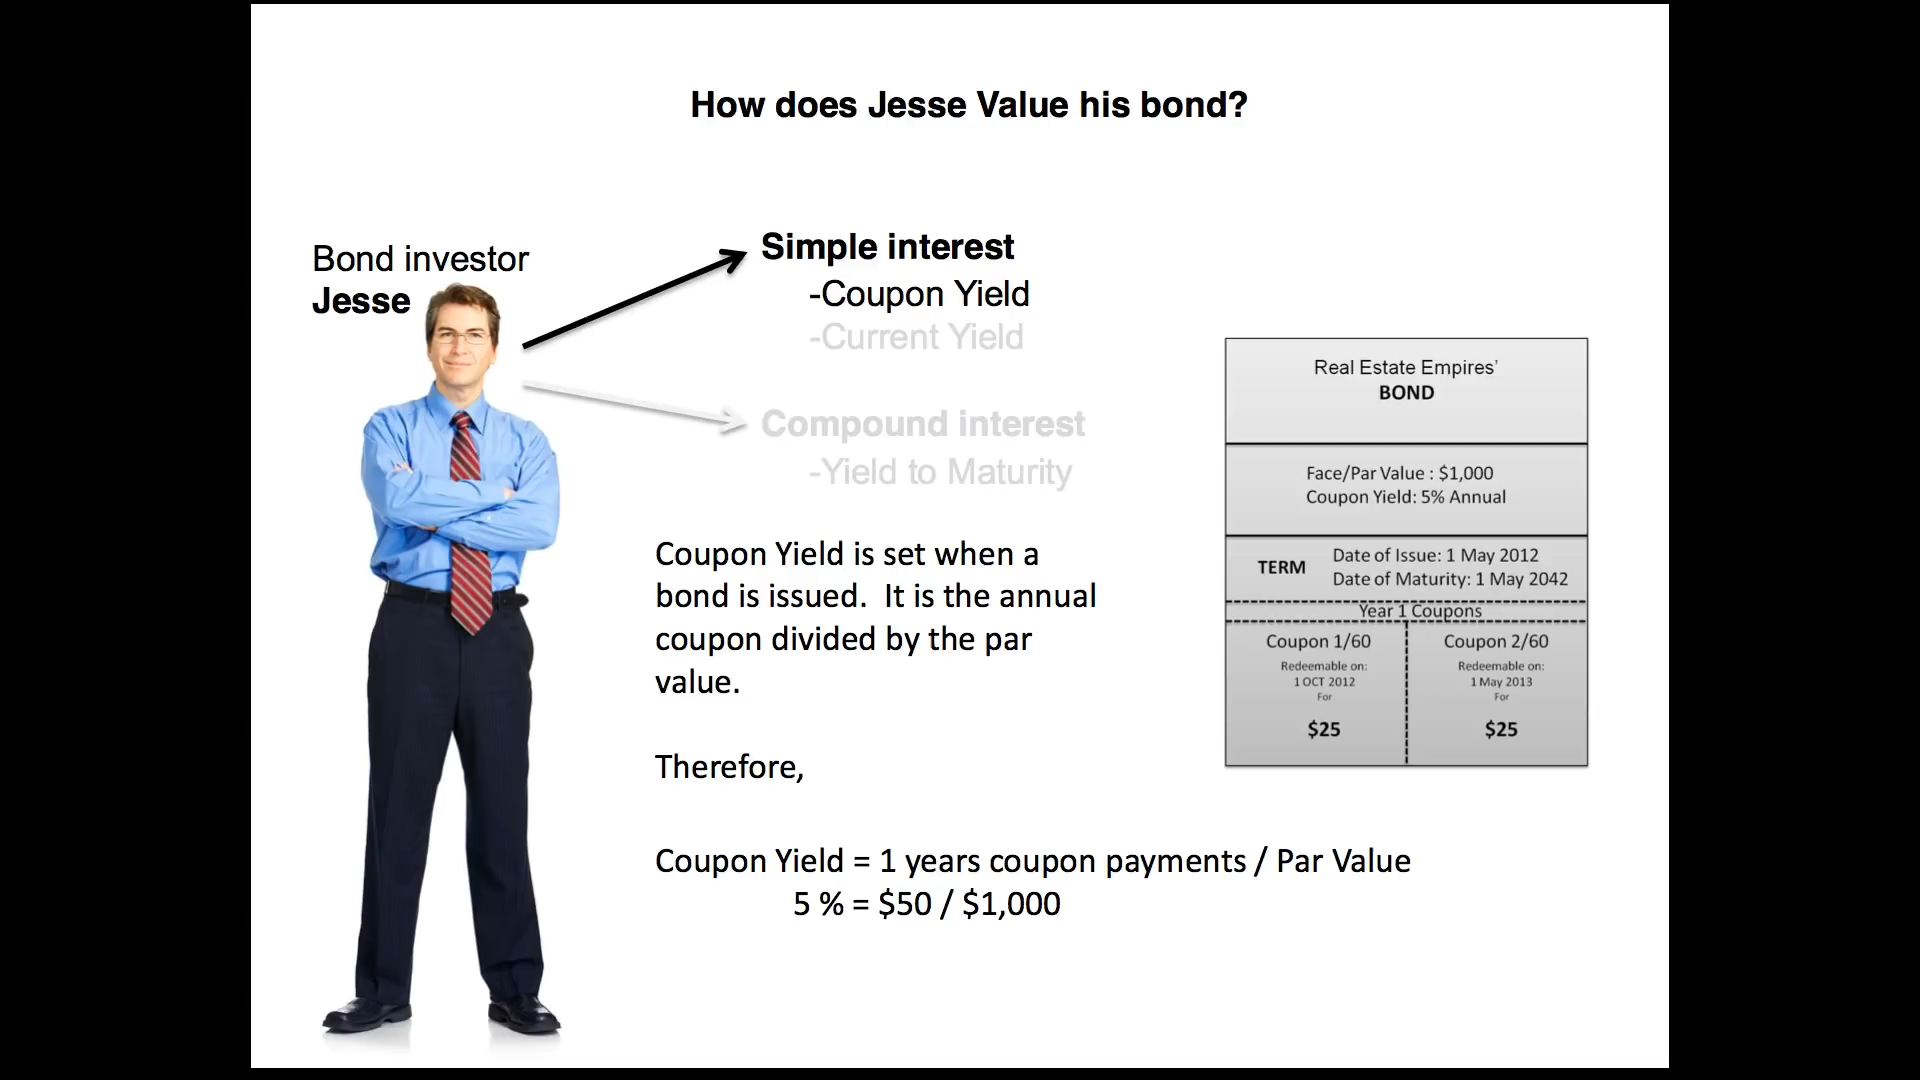 How does Jesse Value his bond?
Bond investor
Jesse
Simple interest
-Coupon Yield
-Current Yield
Compound interest
-Yield to Maturity
Coupon Yield is set when a
bond is issued.  It is the annual
coupon divided by the par
value.
Therefore,
Coupon Yield = 1 years coupon payments / Par Value
5 % = $50 / $1,000
Real Estate Empires’
BOND
Face/Par Value : $1,000
Coupon Yield: 5% Annual
TERM
Date of Issue: 1 May 2012
Date of Maturity: 1 May 2042
Year 1 Coupons
Coupon 1/60
Redeemable on:
1 OCT 2012
For
$25
Coupon 2/60
Redeemable on:
1 May 2013
For
$25